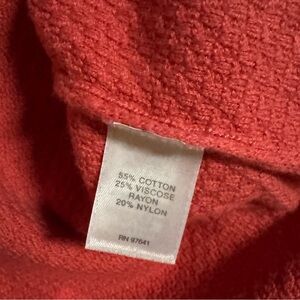 55% COTTON
25% VISCOSE
RAYON
20% NYLON
RN 97641